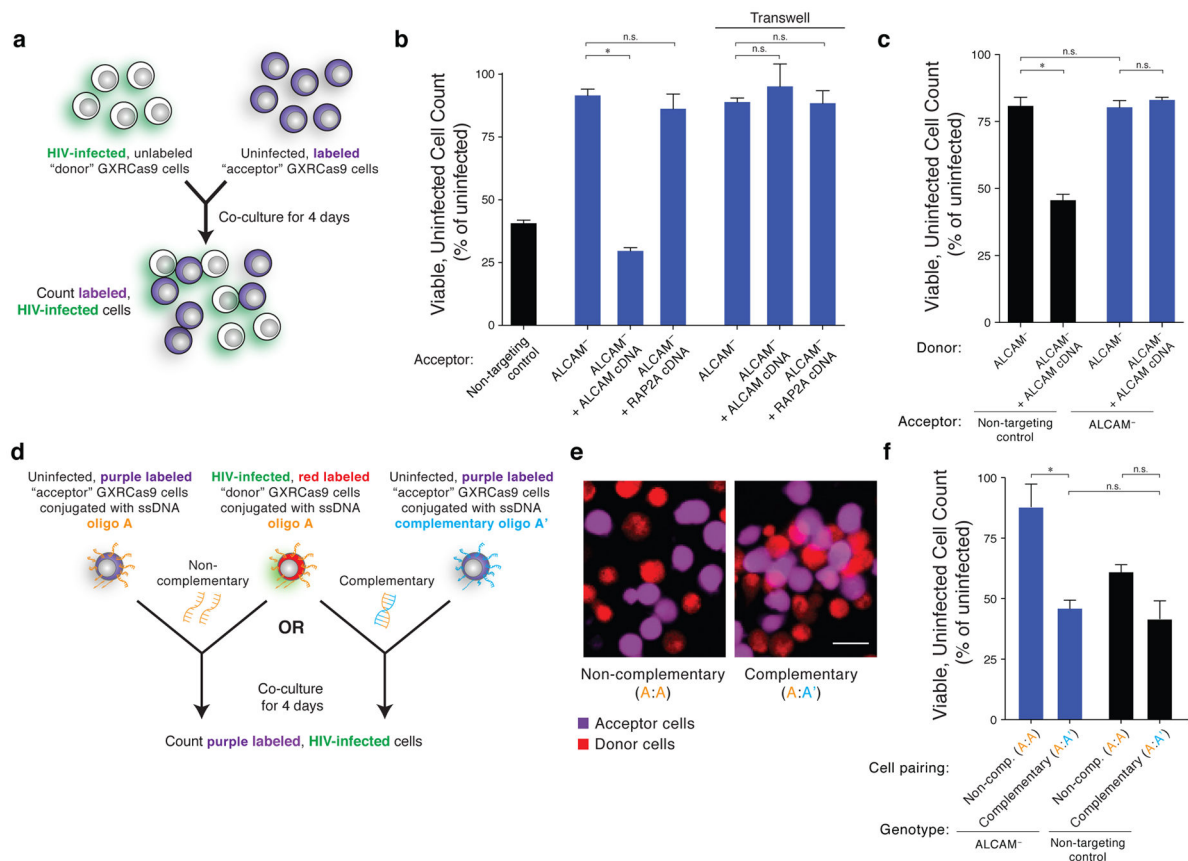 a
HIV-infected, unlabeled
"donor" GXRCas9 cells
Uninfected, labeled
"acceptor" GXRCas9 cells
Co-culture for 4 days
Count labeled,
HIV-infected cells
b
Viable, Uninfected Cell Count
(% of uninfected)
100
75
50
25
0
Transwell
n.s.
*
n.s.
n.s.
Acceptor:
Non-targeting
control
ALCAM⁻
ALCAM⁻
+ ALCAM cDNA
ALCAM⁻
+ RAP2A cDNA
ALCAM⁻
ALCAM⁻
+ ALCAM cDNA
ALCAM⁻
+ RAP2A cDNA
c
Viable, Uninfected Cell Count
(% of uninfected)
100
75
50
25
0
n.s.
*
n.s.
Donor:
ALCAM⁻
ALCAM⁻
+ ALCAM cDNA
ALCAM⁻
ALCAM⁻
+ ALCAM cDNA
Acceptor:
Non-targeting
control
ALCAM⁻
d
Uninfected, purple labeled
"acceptor" GXRCas9 cells
conjugated with ssDNA
oligo A
HIV-infected, red labeled
"donor" GXRCas9 cells
conjugated with ssDNA
oligo A
Uninfected, purple labeled
"acceptor" GXRCas9 cells
conjugated with ssDNA
complementary oligo A'
Non-
complementary
Complementary
OR
Co-culture
for 4 days
Count purple labeled, HIV-infected cells
e
Non-complementary
(A:A)
Complementary
(A:A')
Acceptor cells
Donor cells
f
Viable, Uninfected Cell Count
(% of uninfected)
100
75
50
25
0
*
n.s.
n.s.
Cell pairing:
Non-comp. (A:A)
Complementary (A:A')
Non-comp. (A:A)
Complementary (A:A')
Genotype:
ALCAM⁻
Non-targeting
control